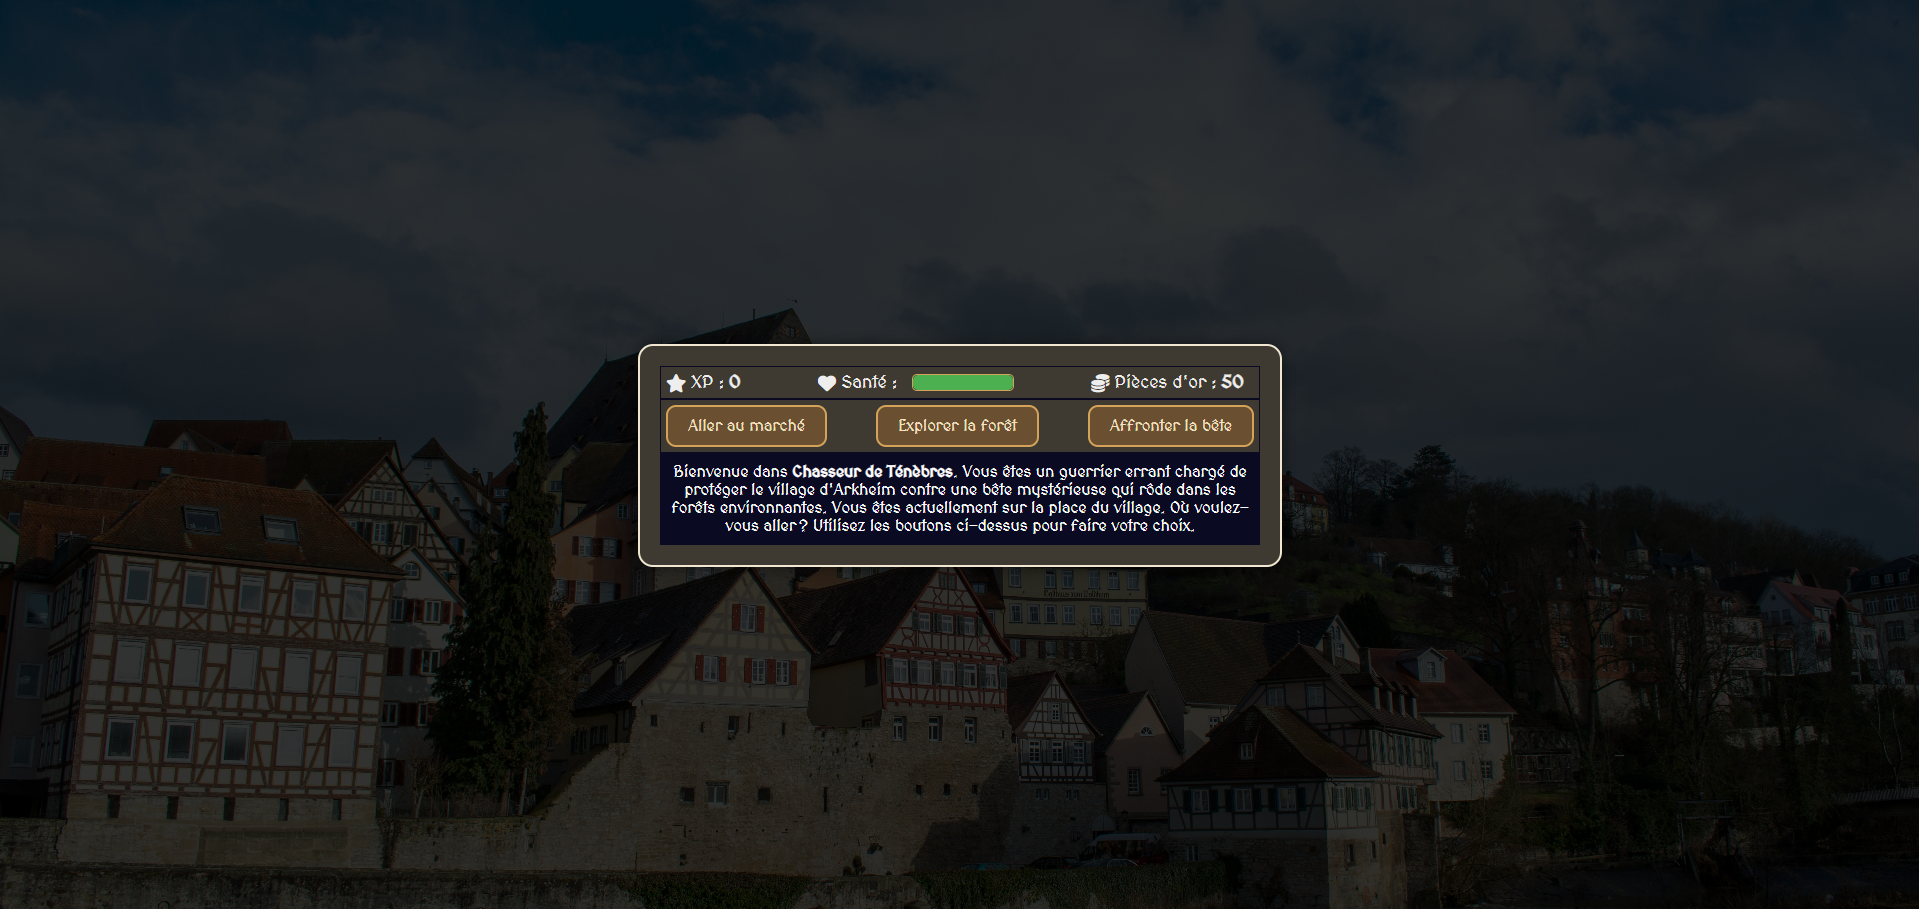 XP : 0 Santé : Pièces d'or : 50
Aller au marché Explorer la forêt Affronter la bête
Bienvenue dans Chasseur de Ténèbres. Vous êtes un guerrier errant chargé de
protéger le village d'Arkheim contre une bête mystérieuse qui rôde dans les
forêts environnantes. Vous êtes actuellement sur la place du village. Où voulez-
vous aller ? Utilisez les boutons ci-dessus pour faire votre choix.